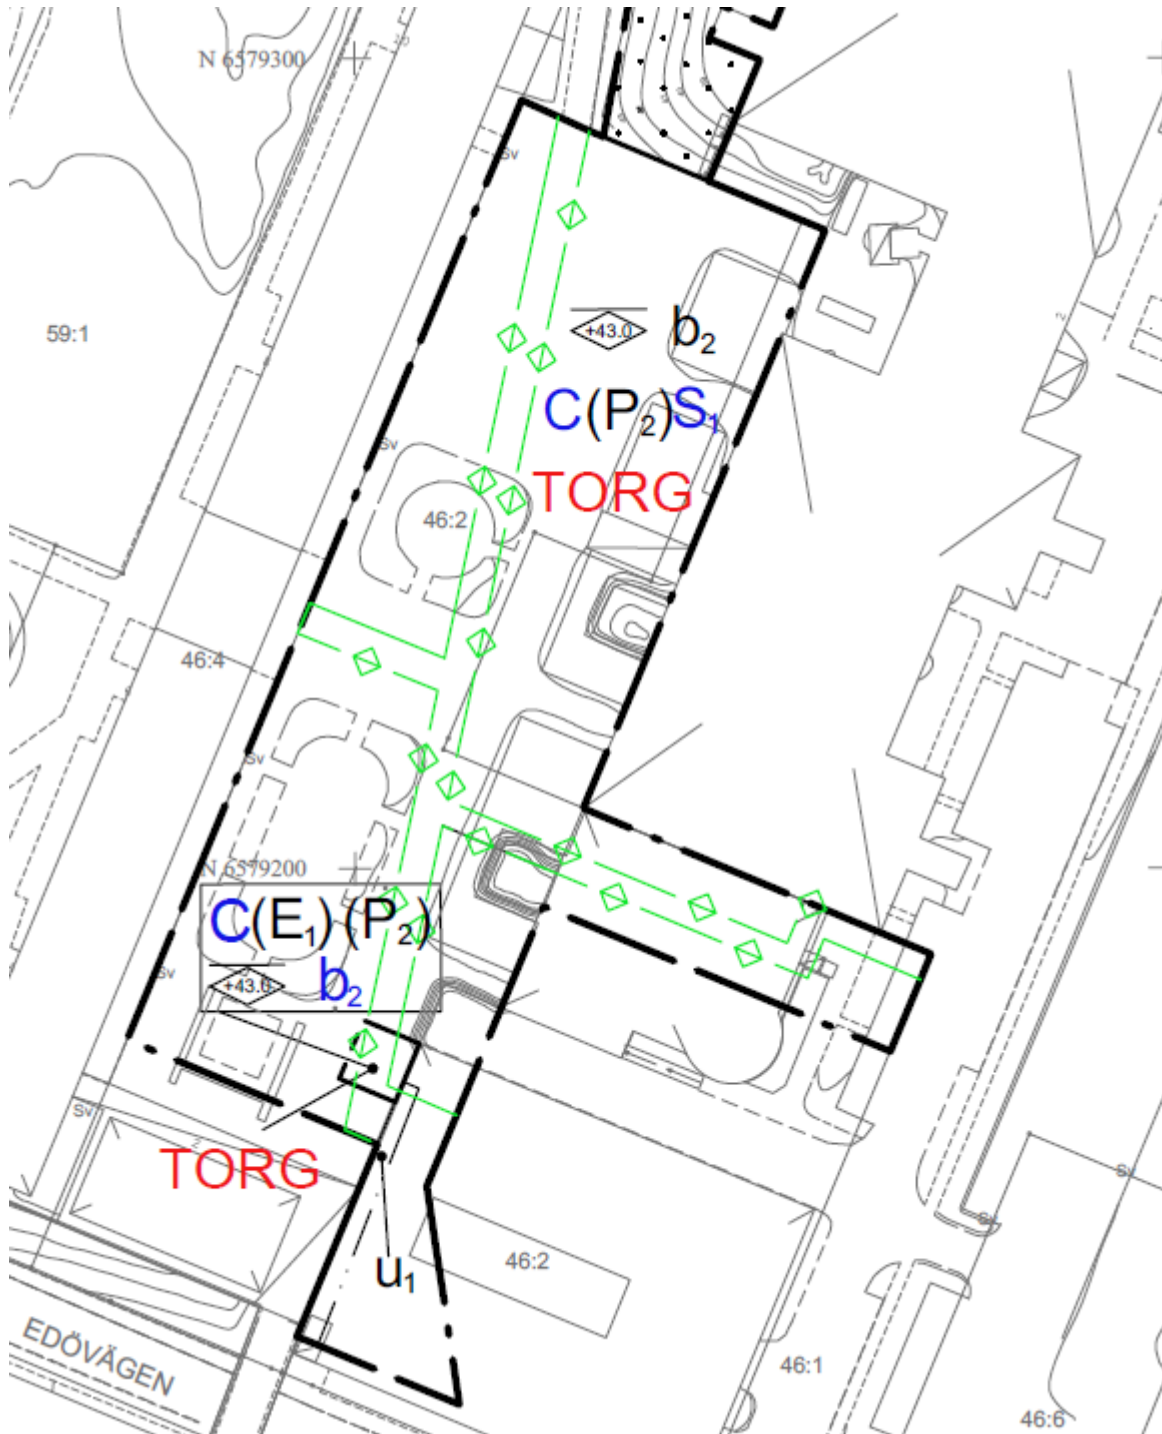 N 6579300
Sv
59:1
+43.0
b₂
C(P₂)S₁
Sv
TORG
46:2
46:4
Sv
N 6579200
C(E₁)(P₂)
Sv
+43.0
b₂
Sv
TORG
Sv
Sv
u₁
46:2
EDÖVÄGEN
46:1
46:6